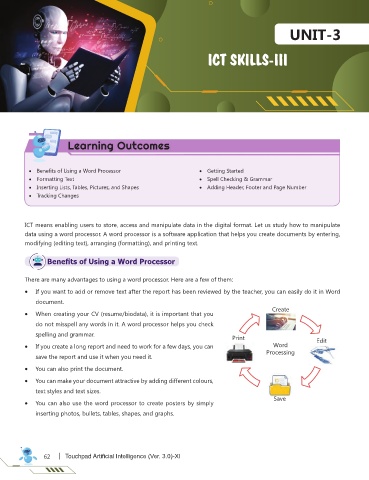 UNIT-3
ICT SKILLS-III
Learning Outcomes
• Benefits of Using a Word Processor
• Formatting Text
• Inserting Lists, Tables, Pictures, and Shapes
• Tracking Changes
• Getting Started
• Spell Checking & Grammar
• Adding Header, Footer and Page Number
ICT means enabling users to store, access and manipulate data in the digital format. Let us study how to manipulate
data using a word processor. A word processor is a software application that helps you create documents by entering,
modifying (editing text), arranging (formatting), and printing text.
Benefits of Using a Word Processor
There are many advantages to using a word processor. Here are a few of them:
• If you want to add or remove text after the report has been reviewed by the teacher, you can easily do it in Word
document.
• When creating your CV (resume/biodata), it is important that you
do not misspell any words in it. A word processor helps you check
spelling and grammar.
• If you create a long report and need to work for a few days, you can
save the report and use it when you need it.
• You can also print the document.
• You can make your document attractive by adding different colours,
text styles and text sizes.
• You can also use the word processor to create posters by simply
inserting photos, bullets, tables, shapes, and graphs.
Create
Print
Edit
Word
Processing
Save
62 | Touchpad Artificial Intelligence (Ver. 3.0)-XI